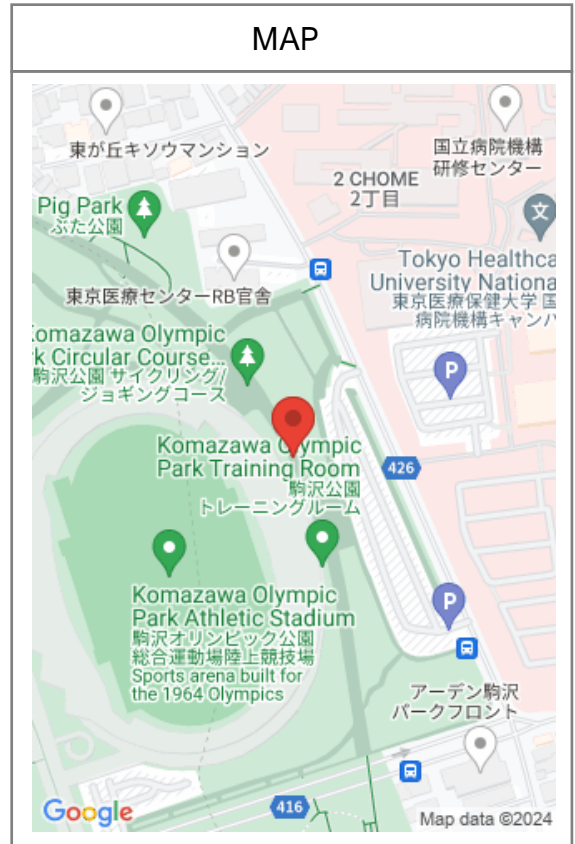 MAP
東が丘キソウマンション
国立病院機構
研修センター
2 CHOME
2丁目
Pig Park
ぶた公園
Tokyo Healthca
University Nationa
東京医療保健大学 国
病院機構キャンパ
東京医療センターRB官舎
Komazawa Olympic
rk Circular Course...
駒沢公園 サイクリング/
ジョギングコース
P
Komazawa Olympic
Park Training Room
駒沢公園
トレーニングルーム
426
Komazawa Olympic
Park Athletic Stadium
駒沢オリンピック公園
総合運動場陸上競技場
Sports arena built for
the 1964 Olympics
P
アーデン駒沢
パークフロント
Google
416
Map data ©2024